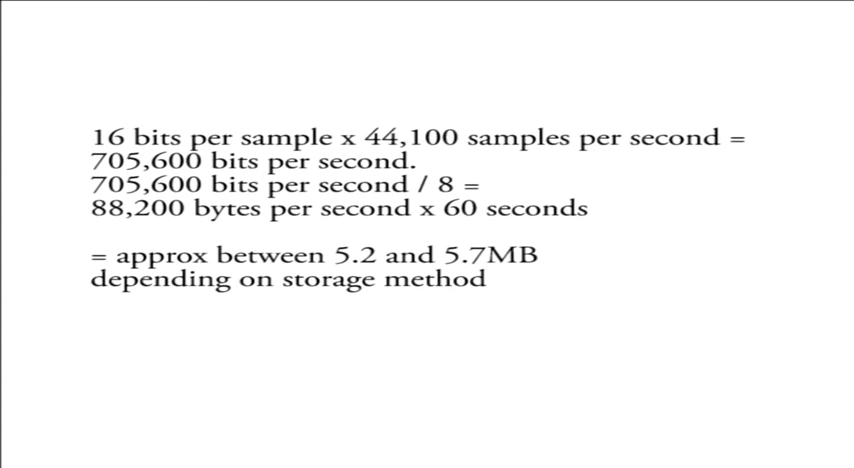 16 bits per sample x 44,100 samples per second =
705,600 bits per second.
705,600 bits per second / 8 =
88,200 bytes per second x 60 seconds
= approx between 5.2 and 5.7MB
depending on storage method